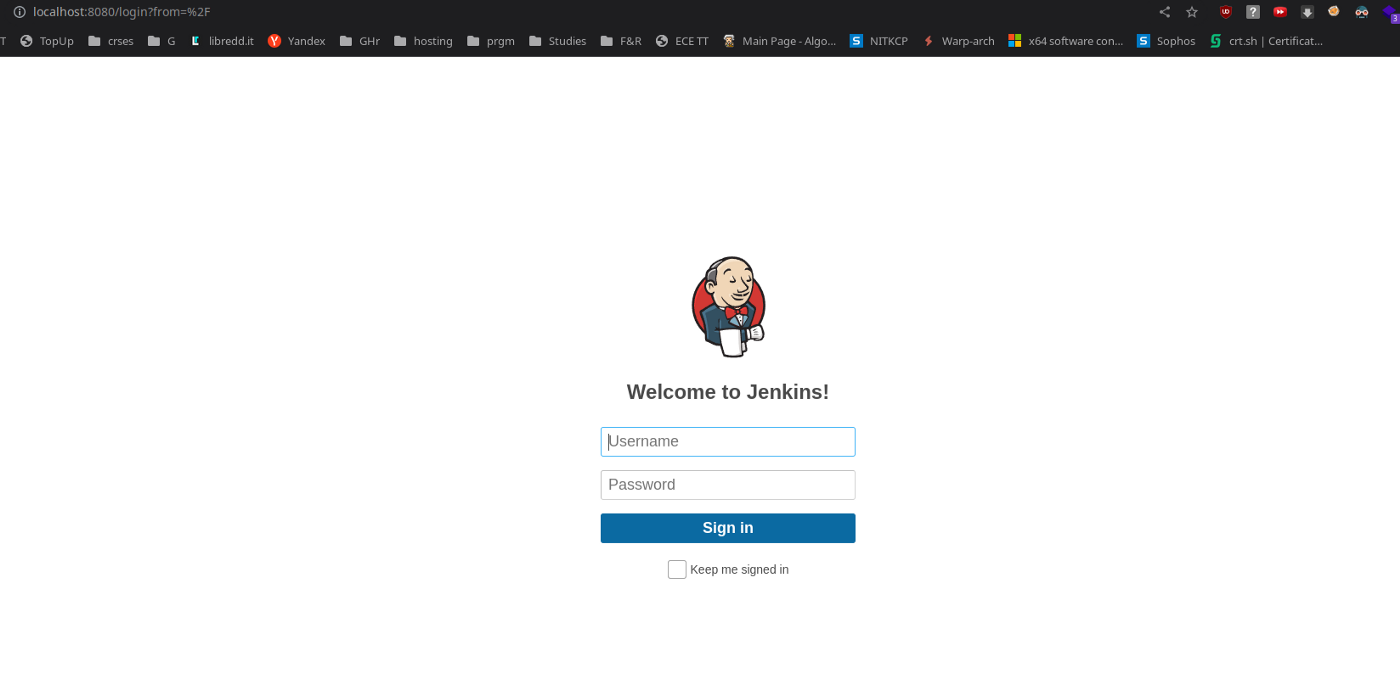 localhost:8080/login?from=%2F
T TopUp crses G libredd.it Yandex GHr hosting prgm Studies F&R ECE TT Main Page - Algo... NITKCP Warp-arch x64 software con... Sophos crt.sh | Certificat...
3
Welcome to Jenkins!
Username
Password
Sign in
Keep me signed in